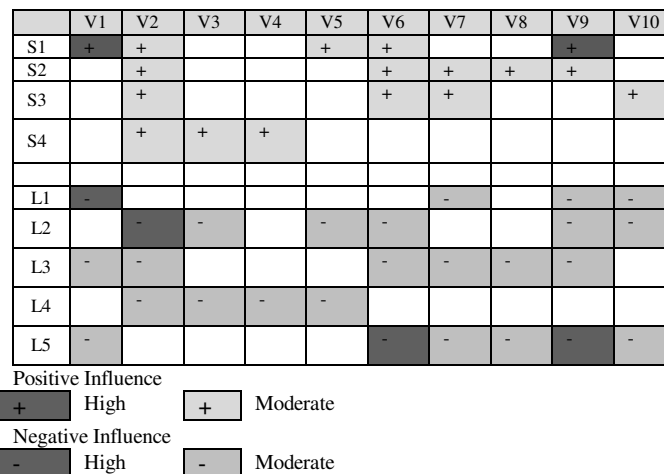 V1 V2 V3 V4 V5 V6 V7 V8 V9 V10
S1 + + + + +
S2 + + + + +
S3 + + + +
S4 + + +
L1 - - - -
L2 - - - - - -
L3 - - - - - -
L4 - - - -
L5 - - - - - -
Positive Influence
+ High + Moderate
Negative Influence
- High - Moderate